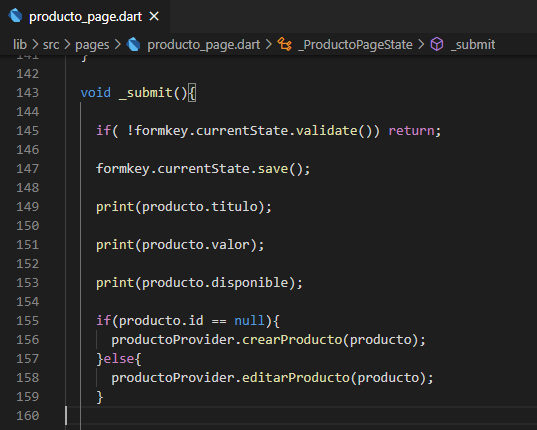 producto_page.dart ×
lib > src > pages > producto_page.dart > _ProductoPageState > _submit
141 }
142
143 void _submit(){
144
145 if( !formkey.currentState.validate()) return;
146
147 formkey.currentState.save();
148
149 print(producto.titulo);
150
151 print(producto.valor);
152
153 print(producto.disponible);
154
155 if(producto.id == null){
156 productoProvider.crearProducto(producto);
157 }else{
158 productoProvider.editarProducto(producto);
159 }
160